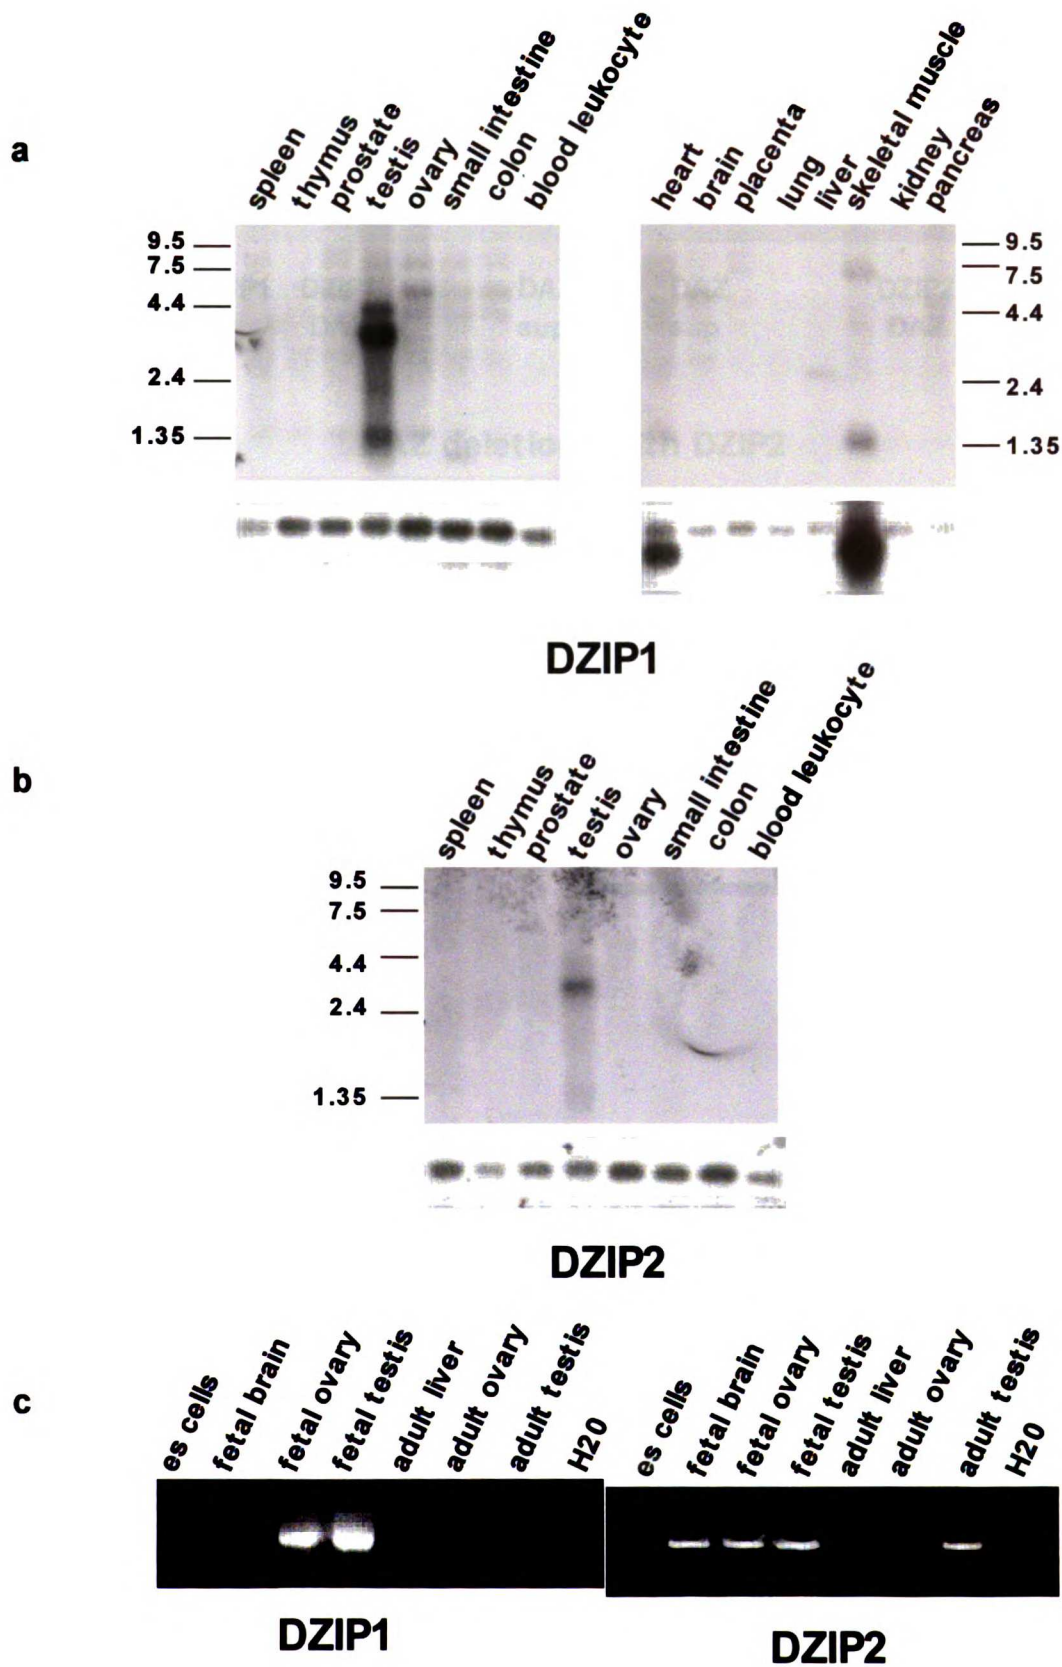 a
spleen
thymus
prostate
testis
ovary
small intestine
colon
blood leukocyte
heart
brain
placenta
lung
liver
skeletal muscle
kidney
pancreas
9.5
7.5
4.4
2.4
1.35
9.5
7.5
4.4
2.4
1.35
deletio
th DZIP2
DZIP1
b
spleen
thymus
prostate
testis
ovary
small intestine
colon
blood leukocyte
9.5
7.5
4.4
2.4
1.35
DZIP2
c
es cells
fetal brain
fetal ovary
fetal testis
adult liver
adult ovary
adult testis
H20
es cells
fetal brain
fetal ovary
fetal testis
adult liver
adult ovary
adult testis
H20
DZIP1
DZIP2